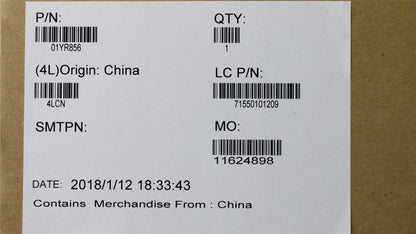 P/N:
QTY:
01YR856
1
(4L)Origin: China
LC P/N:
4LCN
71550101209
SMTPN:
MO:
11624898
DATE: 2018/1/12 18:33:43
Contains Merchandise From : China